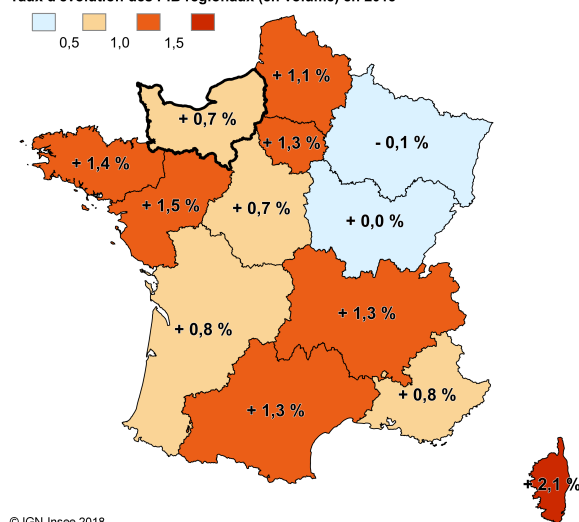 0,5 1,0 1,5
+ 1,1 %
+ 0,7 %
+ 1,3 %
- 0,1 %
+ 1,4 %
+ 1,5 %
+ 0,7 %
+ 0,0 %
+ 0,8 %
+ 1,3 %
+ 0,8 %
+ 1,3 %
+ 2,1 %
© IGN-Insee 2018